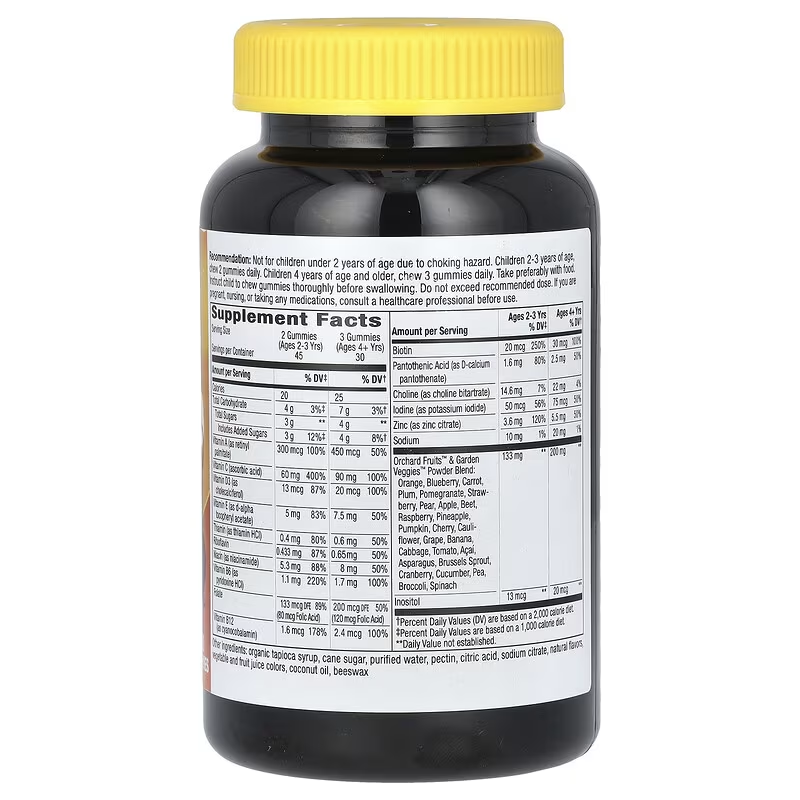 Recommendation: Not for children under 2 years of age due to choking hazard. Children 2-3 years of age,
chew 2 gummies daily. Children 4 years of age and older, chew 3 gummies daily. Take preferably with food.
Instruct child to chew gummies thoroughly before swallowing. Do not exceed recommended dose. If you are
pregnant, nursing, or taking any medications, consult a healthcare professional before use.
Supplement Facts
Serving Size 2 Gummies (Ages 2-3 Yrs) 3 Gummies (Ages 4+ Yrs)
Servings per Container 45 30
Amount per Serving % DV‡ % DV†
Calories 20 25
Total Carbohydrate 4 g 3%‡ 7 g 3%†
Total Sugars 3 g ** 4 g **
Includes Added Sugars 3 g 12%‡ 4 g 8%†
Vitamin A (as retinyl
palmitate) 300 mcg 100% 450 mcg 50%
Vitamin C (ascorbic acid) 60 mg 400% 90 mg 100%
Vitamin D3 (as
cholecalciferol) 13 mcg 87% 20 mcg 100%
Vitamin E (as d-alpha
tocopheryl acetate) 5 mg 83% 7.5 mg 50%
Thiamin (as thiamin HCl) 0.4 mg 80% 0.6 mg 50%
Riboflavin 0.433 mg 87% 0.65 mg 50%
Niacin (as niacinamide) 5.3 mg 88% 8 mg 50%
Vitamin B6 (as
pyridoxine HCl) 1.1 mg 220% 1.7 mg 100%
Folate 133 mcg DFE 89% 200 mcg DFE 50%
(80 mcg Folic Acid) (120 mcg Folic Acid)
Vitamin B12
(as cyanocobalamin) 1.6 mcg 178% 2.4 mcg 100%
Amount per Serving Ages 2-3 Yrs % DV‡ Ages 4+ Yrs % DV†
Biotin 20 mcg 250% 30 mcg 100%
Pantothenic Acid (as D-calcium
pantothenate) 1.6 mg 80% 2.5 mg 50%
Choline (as choline bitartrate) 14.6 mg 7% 22 mg 4%
Iodine (as potassium iodide) 50 mcg 56% 75 mcg 50%
Zinc (as zinc citrate) 3.6 mg 120% 5.5 mg 50%
Sodium 10 mg 1% 20 mg 1%
Orchard Fruits™ & Garden 133 mg ** 200 mg **
Veggies™ Powder Blend:
Orange, Blueberry, Carrot,
Plum, Pomegranate, Straw-
berry, Pear, Apple, Beet,
Raspberry, Pineapple,
Pumpkin, Cherry, Cauli-
flower, Grape, Banana,
Cabbage, Tomato, Açai,
Asparagus, Brussels Sprout,
Cranberry, Cucumber, Pea,
Broccoli, Spinach
Inositol 13 mcg ** 20 mcg **
†Percent Daily Values (DV) are based on a 2,000 calorie diet.
‡Percent Daily Values are based on a 1,000 calorie diet.
**Daily Value not established.
Other ingredients: organic tapioca syrup, cane sugar, purified water, pectin, citric acid, sodium citrate, natural flavors,
vegetable and fruit juice colors, coconut oil, beeswax